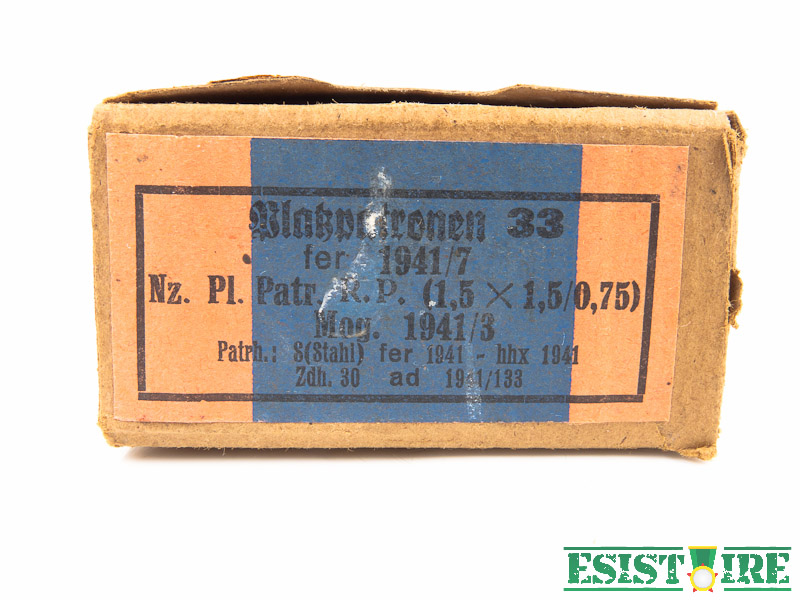 Platzpatronen 33
fer 1941/7
Nz. Pl. Patr. R.P. (1,5 × 1,5/0,75)
Mog. 1941/3
Patrh.: S(Stahl) fer 1941 - hhx 1941
Zdh. 30 ad 1941/133
ESISTOIRE